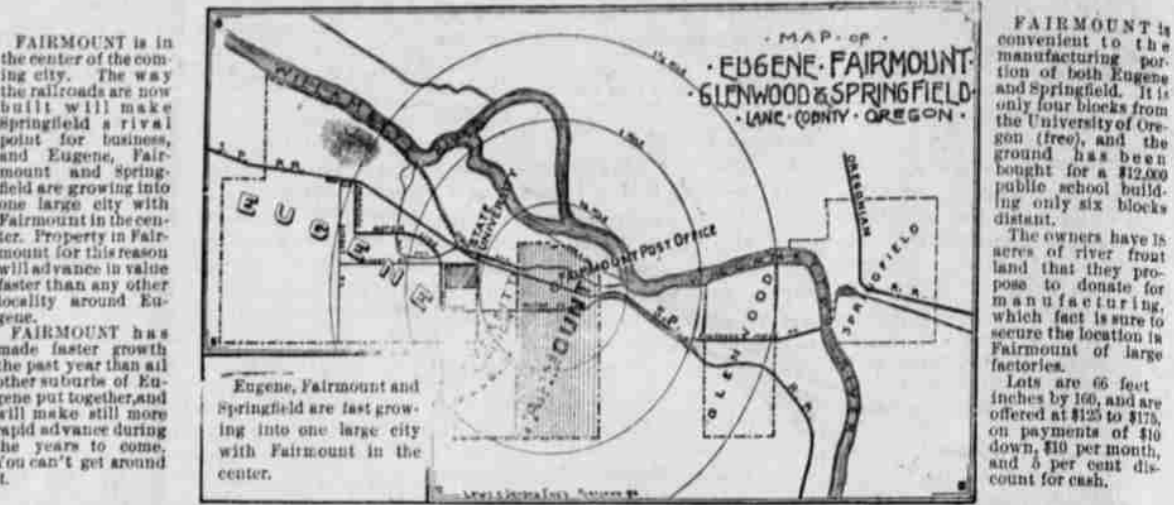 FAIRMOUNT is in
the center of the com-
ing city. The way
the railroads are now
built will make
Springfield a rival
point for business,
and Eugene, Fair-
mount and Spring-
field are growing into
one large city with
Fairmount in the cen-
ter. Property in Fair-
mount for this reason
will advance in value
faster than any other
locality around Eu-
gene.
FAIRMOUNT has
made faster growth
the past year than all
other suburbs of Eu-
gene put together, and
will make still more
rapid advance during
the years to come.
You can't get around
it.
· MAP · OF ·
· EUGENE · FAIRMOUNT ·
GLENWOOD & SPRINGFIELD ·
· LANE · COUNTY · OREGON ·
1½ MILE
1 MILE
½ MILE
WILLAM
S. P. R.R.
EUGENE
STATE
UNIVERSITY
FAIRMOUNT POST OFFICE
FAIRMOUNT
S.P.
R.R.
GLENWOOD
OREGONIAN
R.R.
SPRINGFIELD
RIVER
Eugene, Fairmount and
Springfield are fast grow-
ing into one large city
with Fairmount in the
center.
FAIRMOUNT is
convenient to the
manufacturing por-
tion of both Eugene
and Springfield. It is
only four blocks from
the University of Ore-
gon (free), and the
ground has been
bought for a $12,000
public school build-
ing only six blocks
distant.
The owners have 18
acres of river front
land that they pro-
pose to donate for
manufacturing,
which fact is sure to
secure the location in
Fairmount of large
factories.
Lots are 66 feet
inches by 160, and are
offered at $125 to $175,
on payments of $10
down, $10 per month,
and 5 per cent dis-
count for cash.